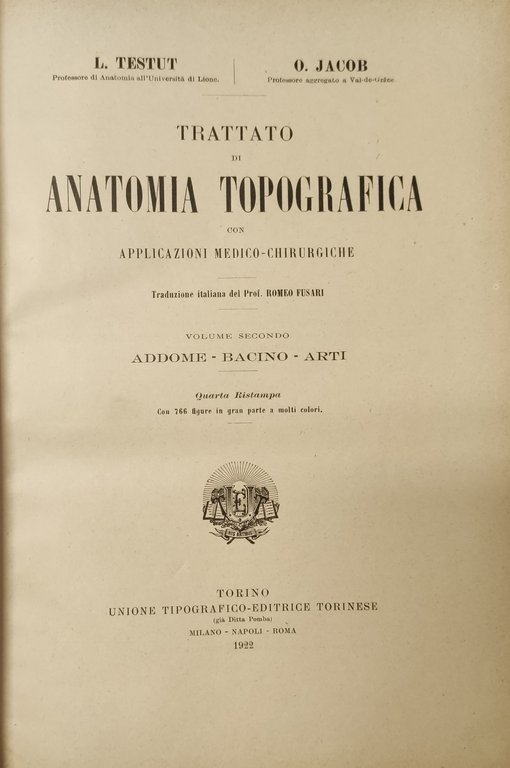 L. TESTUT
Professore di Anatomia all'Università di Lione.
O. JACOB
Professore aggregato a Val-de-Grâce
TRATTATO
DI
ANATOMIA TOPOGRAFICA
CON
APPLICAZIONI MEDICO-CHIRURGICHE
Traduzione italiana del Prof. ROMEO FUSARI
VOLUME SECONDO
ADDOME - BACINO - ARTI
Quarta Ristampa
Con 766 figure in gran parte a molti colori.
TORINO
UNIONE TIPOGRAFICO-EDITRICE TORINESE
(già Ditta Pomba)
MILANO - NAPOLI - ROMA
1922